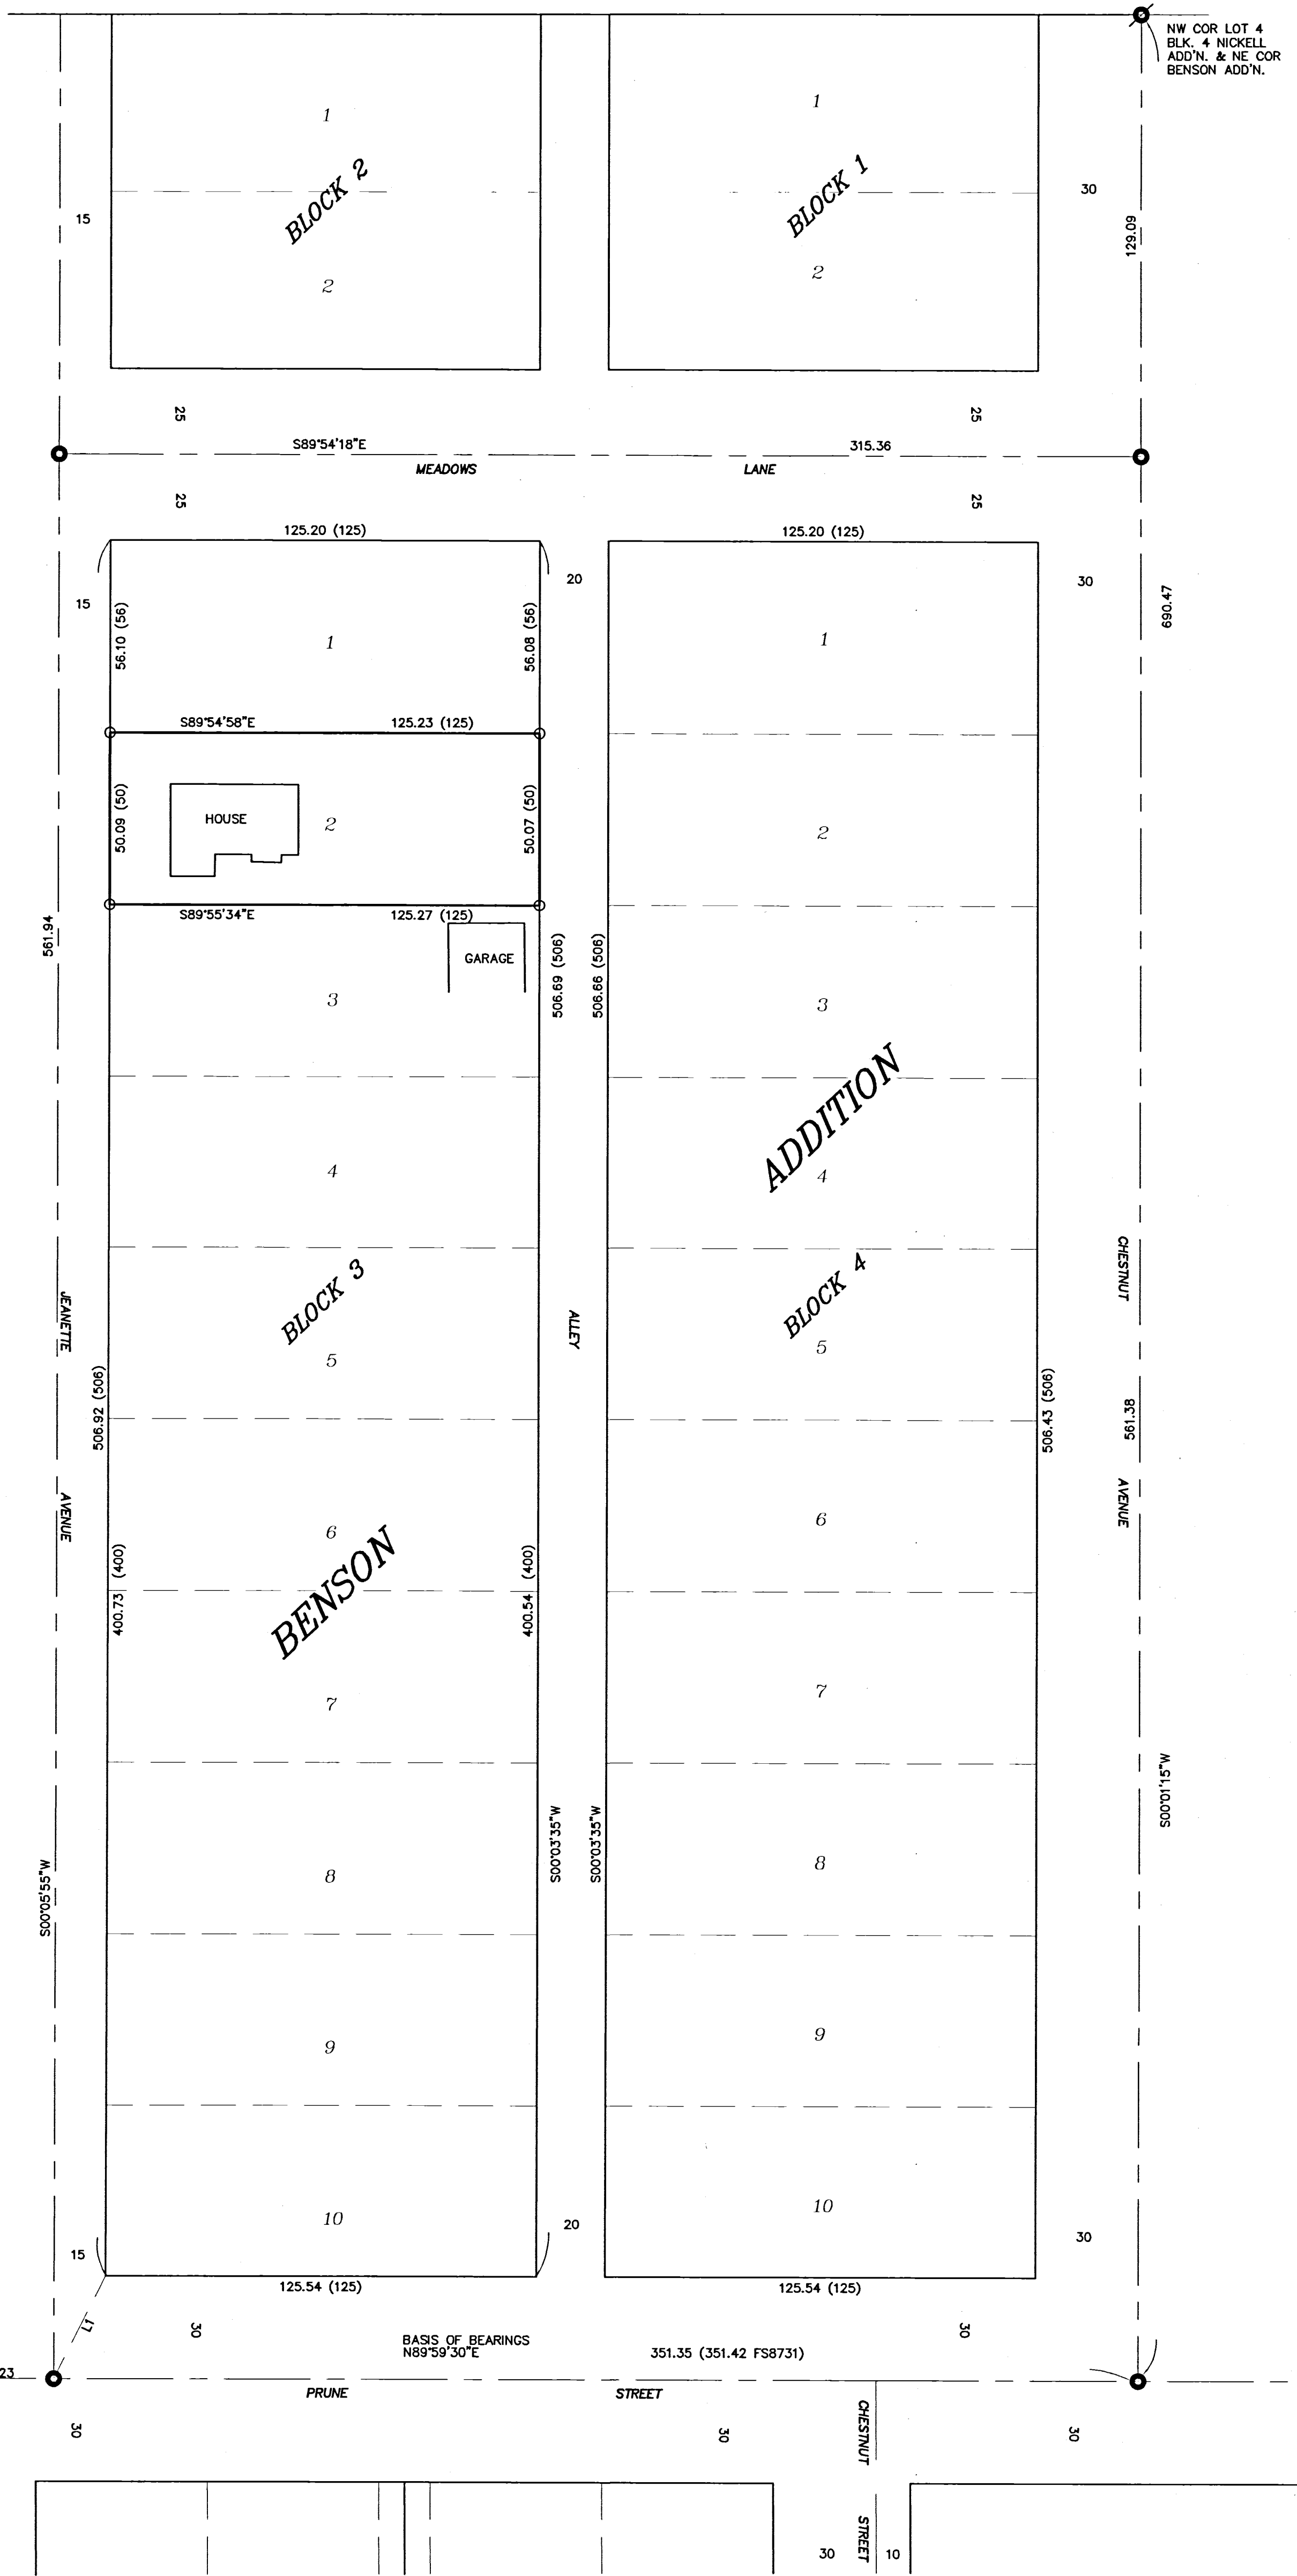 NW COR LOT 4
BLK. 4 NICKELL
ADD'N. & NE COR
BENSON ADD'N.
1
1
BLOCK 2
BLOCK 1
15
30
129.09
2
2
25
25
S89°54'18"E
315.36
MEADOWS LANE
25
25
125.20 (125)
125.20 (125)
15
20
30
56.10 (56)
1
56.08 (56)
1
690.47
S89°54'58"E
125.23 (125)
50.09 (50)
HOUSE
2
50.07 (50)
2
S89°55'34"E
125.27 (125)
561.94
GARAGE
506.69 (506)
506.66 (506)
3
3
ADDITION
4
4
CHESTNUT
JEANETTE
BLOCK 3
ALLEY
BLOCK 4
5
5
506.92 (506)
506.43 (506)
561.38
AVENUE
AVENUE
6
6
400.73 (400)
BENSON
400.54 (400)
7
7
S00°01'15"W
S00°05'55"W
S00°03'35"W
S00°03'35"W
8
8
9
9
10
10
15
20
30
125.54 (125)
125.54 (125)
L1
30
30
BASIS OF BEARINGS
N89°59'30"E
351.35 (351.42 FS8731)
23
PRUNE STREET
30
30
30
CHESTNUT
STREET
30
10